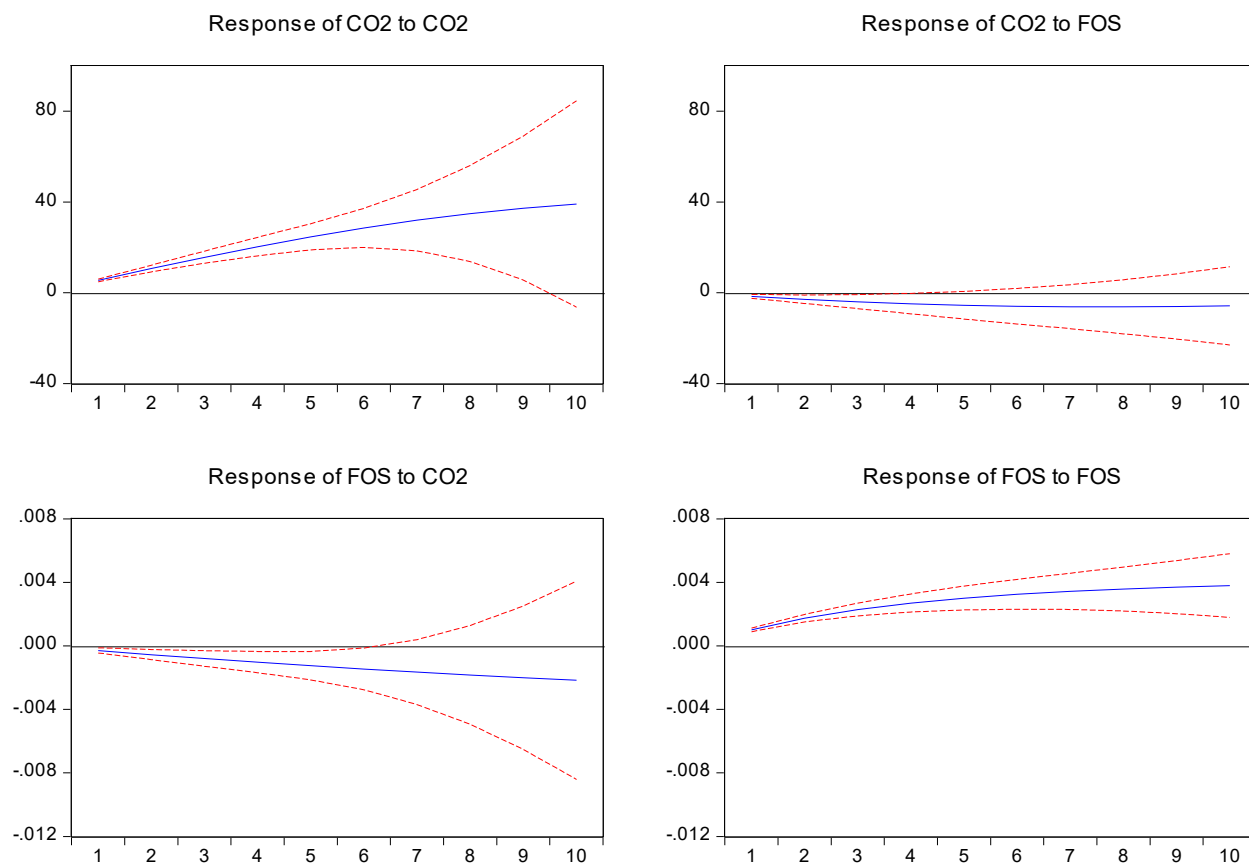 Response of CO2 to CO2
80
40
0
-40
1 2 3 4 5 6 7 8 9 10
Response of CO2 to FOS
80
40
0
-40
1 2 3 4 5 6 7 8 9 10
Response of FOS to CO2
.008
.004
.000
-.004
-.008
-.012
1 2 3 4 5 6 7 8 9 10
Response of FOS to FOS
.008
.004
.000
-.004
-.008
-.012
1 2 3 4 5 6 7 8 9 10